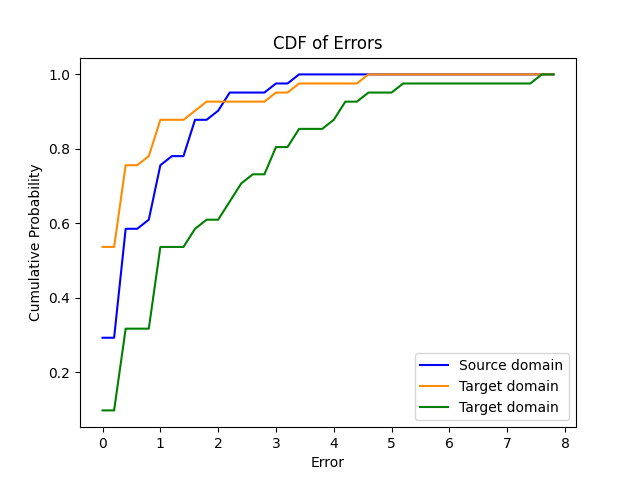 CDF of Errors
1.0
0.8
0.6
0.4
0.2
Cumulative Probability
0 1 2 3 4 5 6 7 8
Error
Source domain
Target domain
Target domain